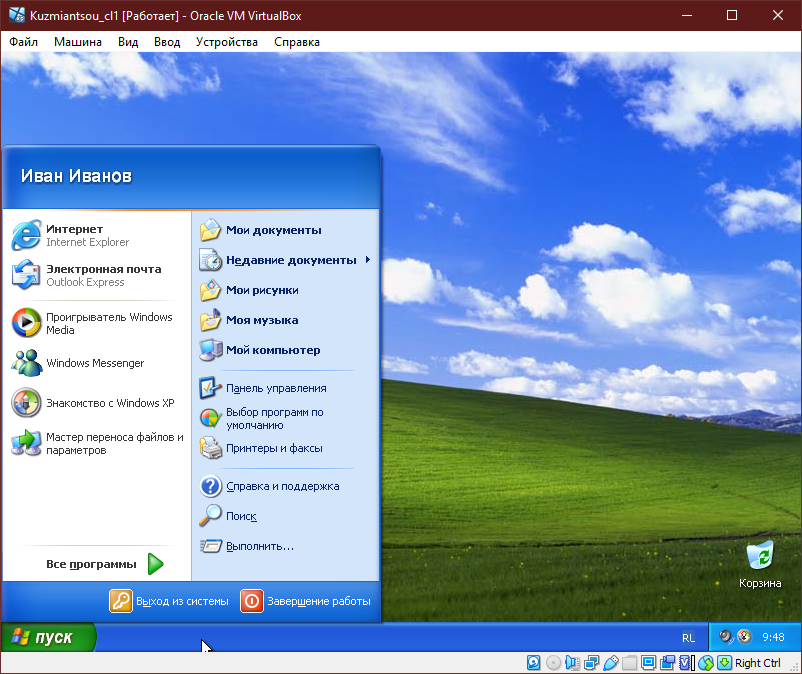 Kuzmiantsou_cl1 [Работает] - Oracle VM VirtualBox
Файл Машина Вид Ввод Устройства Справка
Иван Иванов
Интернет
Internet Explorer
Электронная почта
Outlook Express
Проигрыватель Windows
Media
Windows Messenger
Знакомство с Windows XP
Мастер переноса файлов и
параметров
Все программы
Мои документы
Недавние документы
Мои рисунки
Моя музыка
Мой компьютер
Панель управления
Выбор программ по
умолчанию
Принтеры и факсы
Справка и поддержка
Поиск
Выполнить...
Выход из системы Завершение работы
Корзина
пуск RL 9:48
Right Ctrl